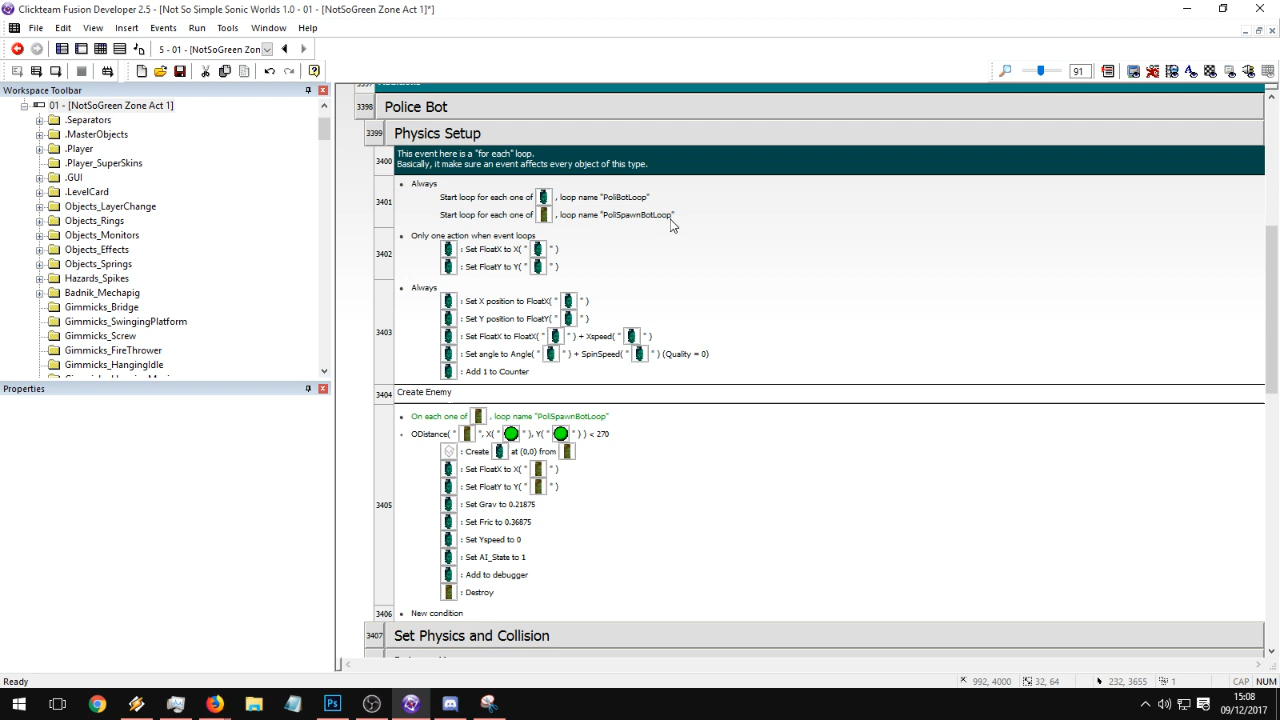 Clickteam Fusion Developer 2.5 - [Not So Simple Sonic Worlds 1.0 - 01 - [NotSoGreen Zone Act 1]*]
File Edit View Insert Events Run Tools Window Help
5 - 01 - [NotSoGreen Zon
91
Workspace Toolbar
01 - [NotSoGreen Zone Act 1]
.Separators
.MasterObjects
.Player
.Player_SuperSkins
.GUI
.LevelCard
Objects_LayerChange
Objects_Rings
Objects_Monitors
Objects_Effects
Objects_Springs
Hazards_Spikes
Badnik_Mechapig
Gimmicks_Bridge
Gimmicks_SwingingPlatform
Gimmicks_Screw
Gimmicks_FireThrower
Gimmicks_HangingIdle
Properties
3398 Police Bot
3399 Physics Setup
3400 This event here is a "for each" loop.
Basically, it make sure an event affects every object of this type.
3401 • Always
Start loop for each one of , loop name "PoliBotLoop"
Start loop for each one of , loop name "PoliSpawnBotLoop"
3402 • Only one action when event loops
: Set FloatX to X( " " )
: Set FloatY to Y( " " )
3403 • Always
: Set X position to FloatX( " " )
: Set Y position to FloatY( " " )
: Set FloatX to FloatX( " " ) + Xspeed( " " )
: Set angle to Angle( " " ) + SpinSpeed( " " ) (Quality = 0)
: Add 1 to Counter
3404 Create Enemy
3405 • On each one of , loop name "PoliSpawnBotLoop"
• ODistance( " ", X( " " ), Y( " " ) ) < 270
: Create at (0,0) from
: Set FloatX to X( " " )
: Set FloatY to Y( " " )
: Set Grav to 0.21875
: Set Fric to 0.36875
: Set Yspeed to 0
: Set AI_State to 1
: Add to debugger
: Destroy
3406 • New condition
3407 Set Physics and Collision
Ready
992, 4000 32, 64 232, 3655 1 CAP NUM
Ps
15:08
09/12/2017